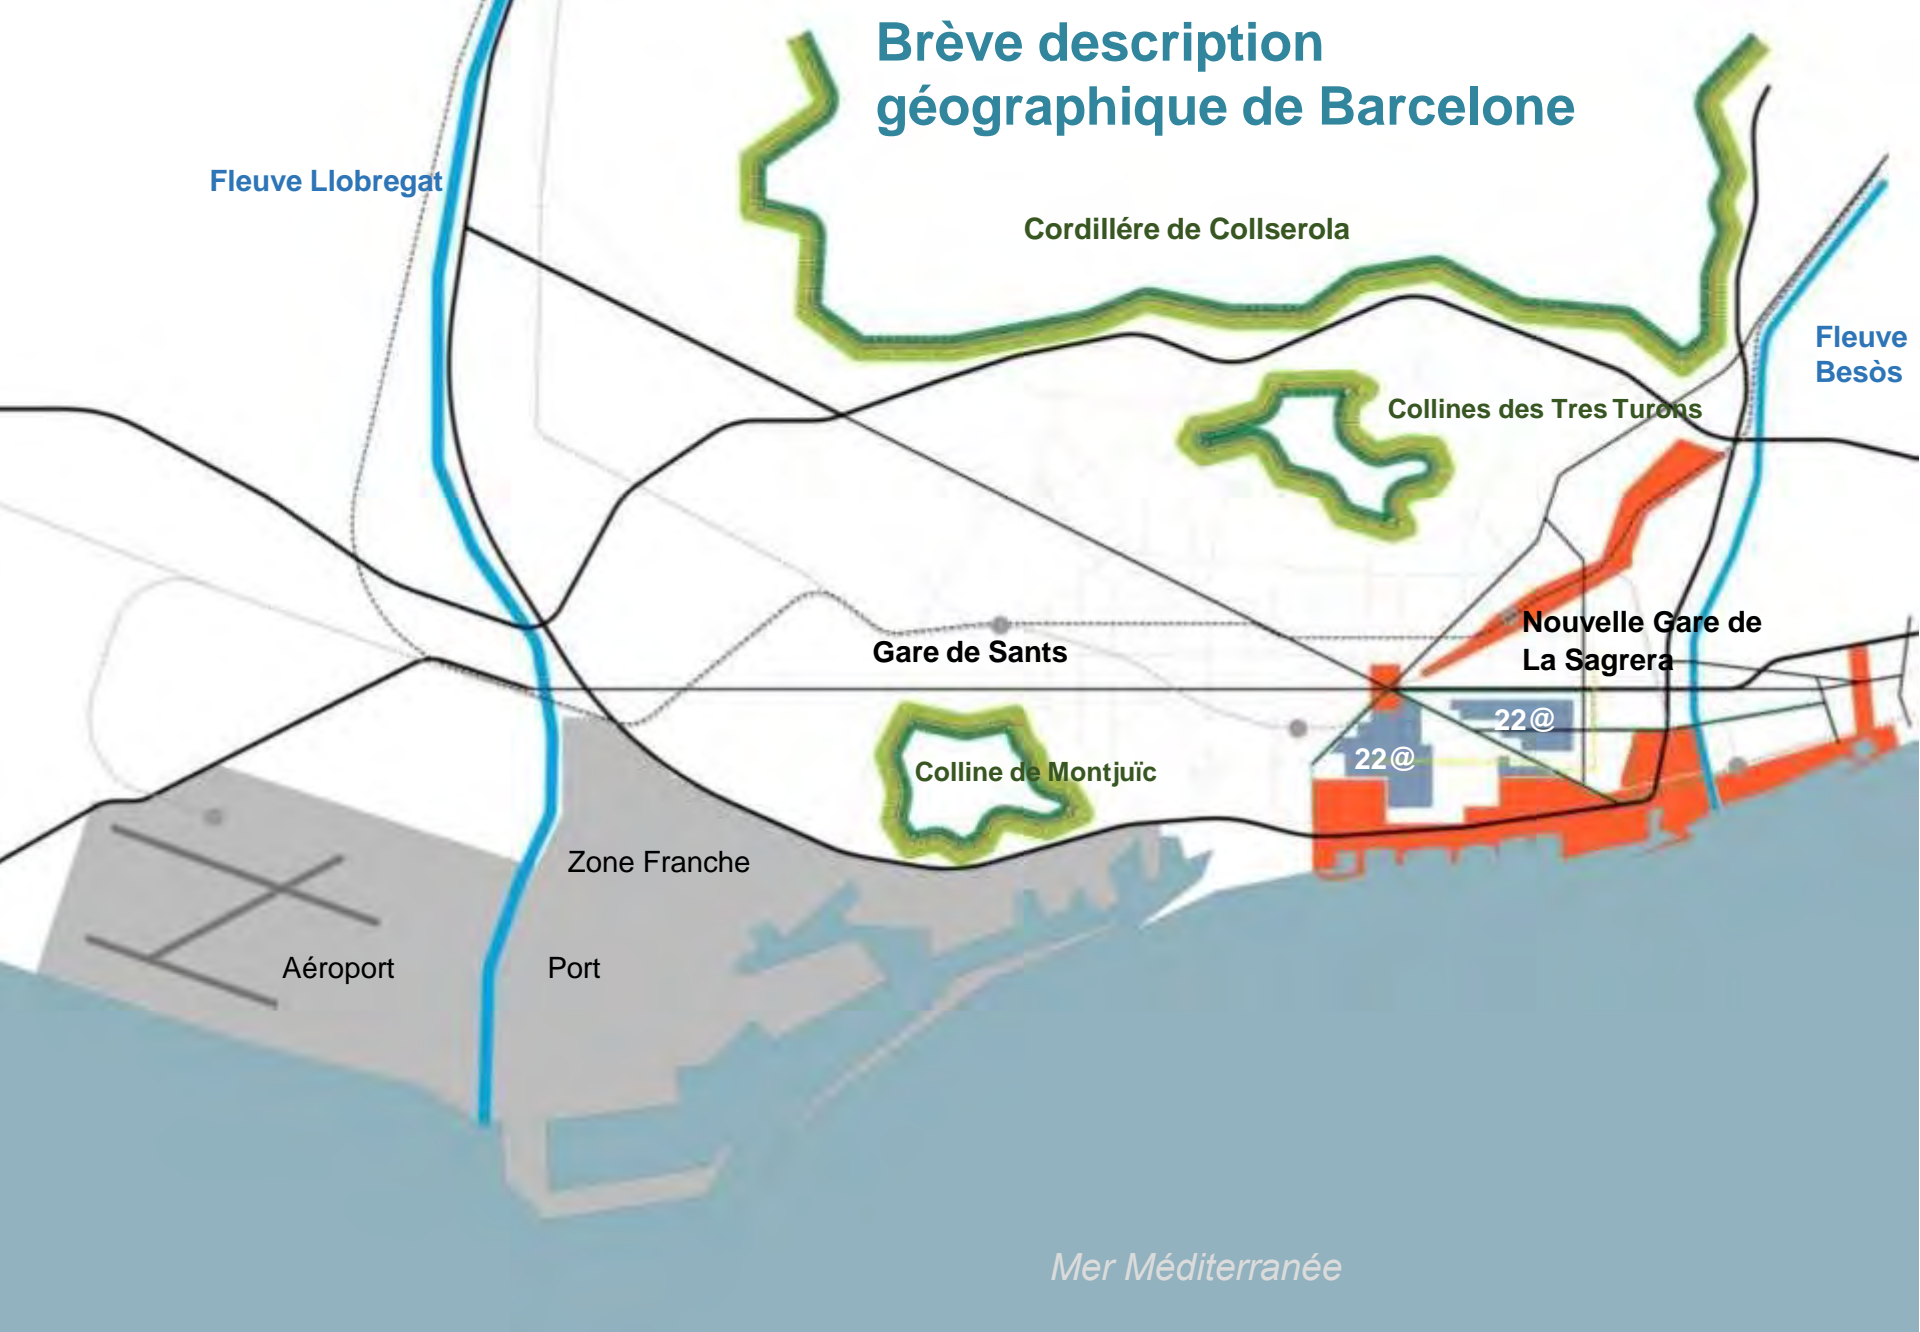 Brève description
géographique de Barcelone
Fleuve Llobregat
Cordillére de Collserola
Fleuve
Besòs
Collines des Tres Turons
Nouvelle Gare de
La Sagrera
Gare de Sants
22@
22@
Colline de Montjuïc
Zone Franche
Aéroport
Port
Mer Méditerranée